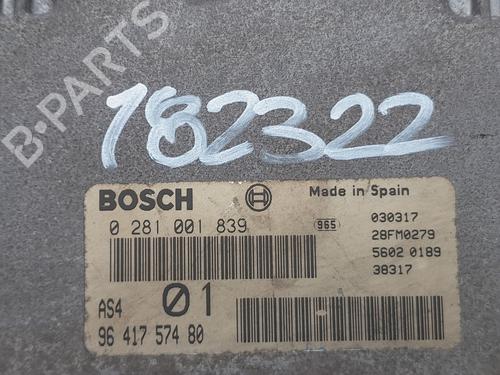 B-PARTS
182322
BOSCH
Made in Spain
0 281 001 839
965
030317
28FM0279
5602 0189
38317
AS4 01
96 417 574 80